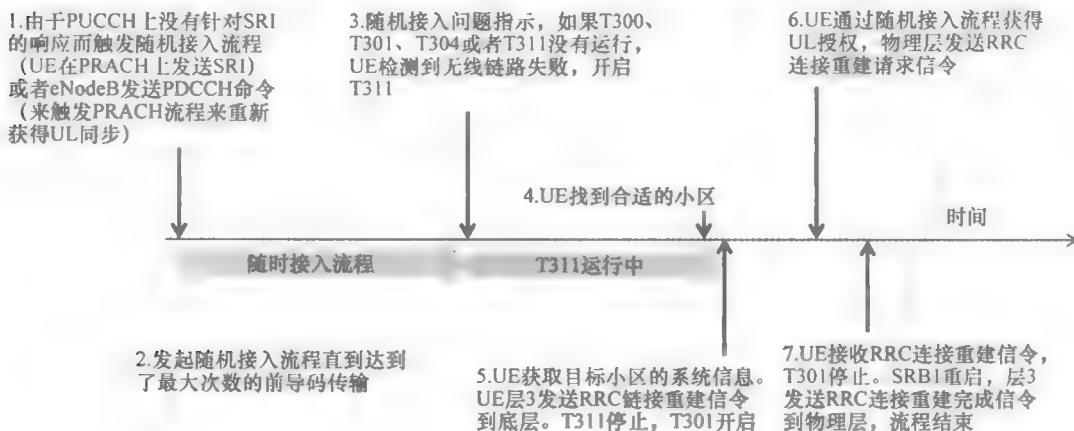 1.由于PUCCH上没有针对SRI
的响应而触发随机接入流程
（UE在PRACH上发送SRI）
或者eNodeB发送PDCCH命令
（来触发PRACH流程来重新
获得UL同步）
3.随机接入问题指示，如果T300、
T301、T304或者T311没有运行，
UE检测到无线链路失败，开启
T311
6.UE通过随机接入流程获得
UL授权，物理层发送RRC
连接重建请求信令
4.UE找到合适的小区
时间
随时接入流程
T311运行中
2.发起随机接入流程直到达到
了最大次数的前导码传输
5.UE获取目标小区的系统信息。
UE层3发送RRC链接重建信令
到底层。T311停止，T301开启
7.UE接收RRC连接重建信令，
T301停止。SRB1重启，层3
发送RRC连接重建完成信令
到物理层，流程结束